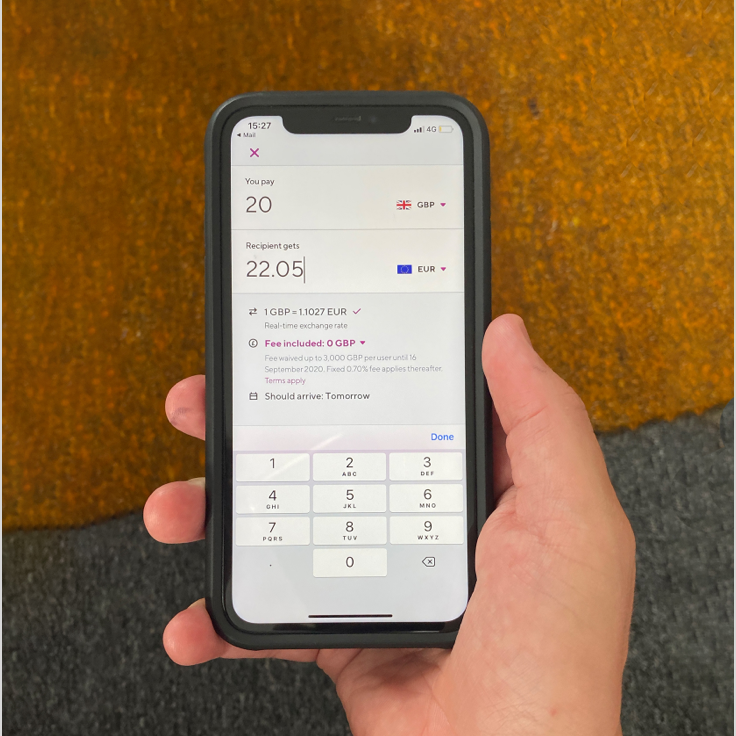 15:27
4G
◀ Mail
You pay
20
GBP
Recipient gets
22.05
EUR
1 GBP = 1.1027 EUR
Real-time exchange rate
Fee included: 0 GBP
Fee waived up to 3,000 GBP per user until 16
September 2020. Fixed 0.70% fee applies thereafter.
Terms apply
Should arrive: Tomorrow
Done
1
2
3
ABC
DEF
4
5
6
GHI
JKL
MNO
7
8
9
PQRS
TUV
WXYZ
.
0